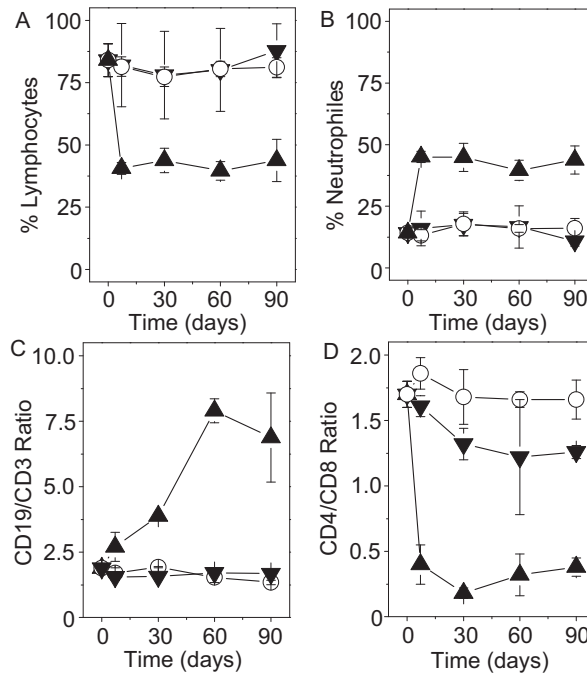 A
100
75
50
25
0
% Lymphocytes
0 30 60 90
Time (days)
B
100
75
50
25
0
% Neutrophiles
0 30 60 90
Time (days)
C
10.0
7.5
5.0
2.5
0.0
CD19/CD3 Ratio
0 30 60 90
Time (days)
D
2.0
1.5
1.0
0.5
0.0
CD4/CD8 Ratio
0 30 60 90
Time (days)